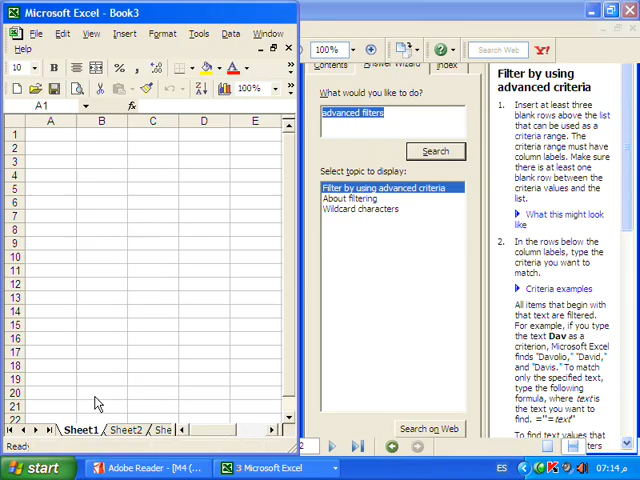 Microsoft Excel - Book3
File Edit View Insert Format Tools Data Window
Help
10 % 
100%
A1 fx
A B C D E
1
2
3
4
5
6
7
8
9
10
11
12
13
14
15
16
17
18
19
20
21
22
Sheet1 Sheet2 She
Ready
100% Search Web Y!
Contents Answer Wizard Index
What would you like to do?
advanced filters
Search
Select topic to display:
Filter by using advanced criteria
About filtering
Wildcard characters
Search on Web
Filter by using
advanced criteria
1. Insert at least three
blank rows above the list
that can be used as a
criteria range. The
criteria range must have
column labels. Make sure
there is at least one
blank row between the
criteria values and the
list.
What this might look
like
2. In the rows below the
column labels, type the
criteria you want to
match.
Criteria examples
All items that begin with
that text are filtered.
For example, if you type
the text Dav as a
criterion, Microsoft Excel
finds "Davolio," "David,"
and "Davis." To match
only the specified text,
type the following
formula, where text is
the text you want to
find. =''=text''
To find text values that
2
start Adobe Reader - [M4 (... 3 Microsoft Excel ES 07:14 م